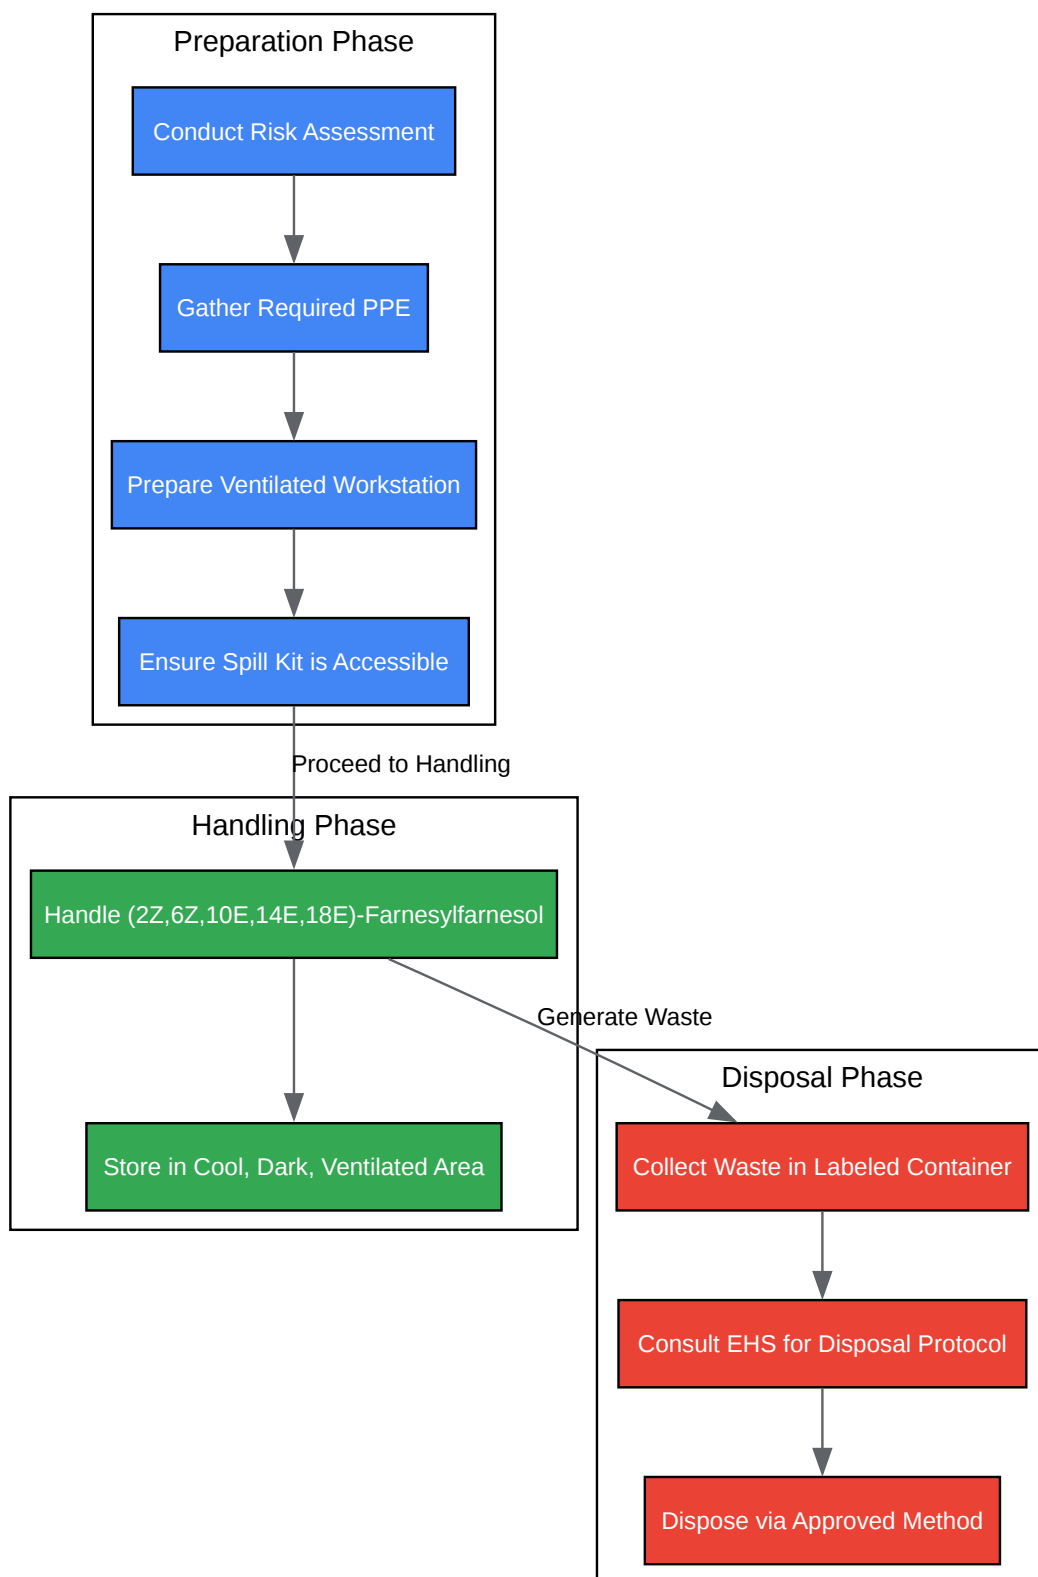 Preparation Phase
Conduct Risk Assessment
Gather Required PPE
Prepare Ventilated Workstation
Ensure Spill Kit is Accessible
Proceed to Handling
Handling Phase
Handle (2Z,6Z,10E,14E,18E)-Farnesylfarnesol
Generate Waste
Store in Cool, Dark, Ventilated Area
Disposal Phase
Collect Waste in Labeled Container
Consult EHS for Disposal Protocol
Dispose via Approved Method